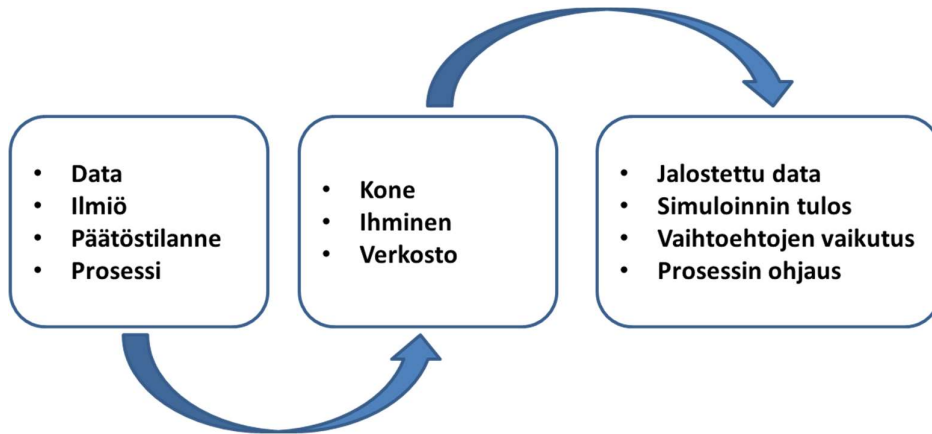 • Data
• Ilmiö
• Päätöstilanne
• Prosessi
• Kone
• Ihminen
• Verkosto
• Jalostettu data
• Simuloinnin tulos
• Vaihtoehtojen vaikutus
• Prosessin ohjaus